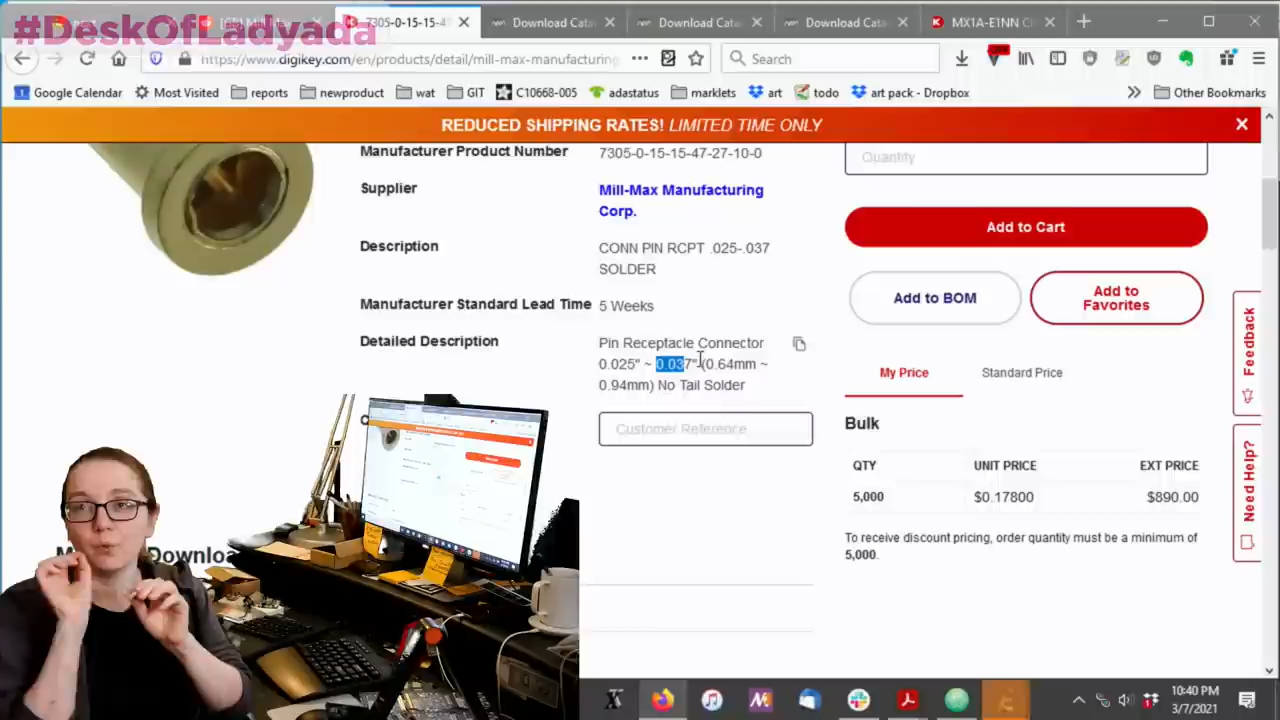 #DeskOfLadyada
7305-0-15-15-47
Download Cata
Download Cata
Download Cata
MX1A-E1NN C
https://www.digikey.com/en/products/detail/mill-max-manufacturing
Search
Google Calendar
Most Visited
reports
newproduct
wat
GIT
C10668-005
adastatus
marklets
art
todo
art pack - Dropbox
Other Bookmarks
REDUCED SHIPPING RATES! LIMITED TIME ONLY
Manufacturer Product Number
7305-0-15-15-47-27-10-0
Quantity
Supplier
Mill-Max Manufacturing
Corp.
Add to Cart
Description
CONN PIN RCPT .025-.037
SOLDER
Add to BOM
Add to
Favorites
Manufacturer Standard Lead Time
5 Weeks
Detailed Description
Pin Receptacle Connector
0.025" ~ 0.037" (0.64mm ~
0.94mm) No Tail Solder
Customer Reference
My Price
Standard Price
Bulk
QTY
UNIT PRICE
EXT PRICE
5,000
$0.17800
$890.00
To receive discount pricing, order quantity must be a minimum of
5,000.
Feedback
Need Help?
Downloa
10:40 PM
3/7/2021